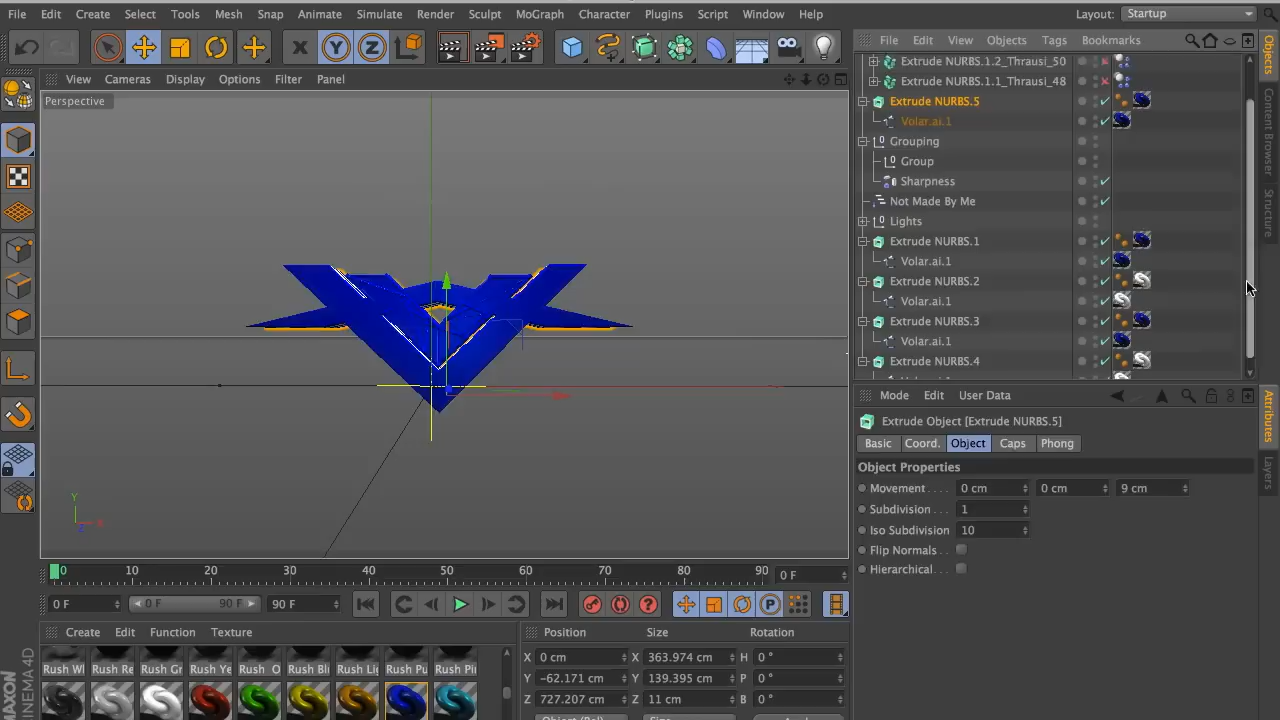 File Edit Create Select Tools Mesh Snap Animate Simulate Render Sculpt MoGraph Character Plugins Script Window Help Layout: Startup
File Edit View Objects Tags Bookmarks
View Cameras Display Options Filter Panel
Perspective
Extrude NURBS.1.2_Thrausi_50
Extrude NURBS.1.1_Thrausi_48
Extrude NURBS.5
Volar.ai.1
Grouping
Group
Sharpness
Not Made By Me
Lights
Extrude NURBS.1
Volar.ai.1
Extrude NURBS.2
Volar.ai.1
Extrude NURBS.3
Volar.ai.1
Extrude NURBS.4
Objects
Content Browser
Structure
Mode Edit User Data
Extrude Object [Extrude NURBS.5]
Basic Coord. Object Caps Phong
Object Properties
Movement . . . . 0 cm 0 cm 9 cm
Subdivision . . . 1
Iso Subdivision 10
Flip Normals . .
Hierarchical . . .
Attributes
Layers
Y
X
Z
0 10 20 30 40 50 60 70 80 90 0 F
0 F 0 F 90 F 90 F
Create Edit Function Texture
Rush Wl Rush Re Rush Gr Rush Ye Rush O Rush Blu Rush Lig Rush Pu Rush Pin
Position Size Rotation
X 0 cm X 363.974 cm H 0 °
Y -62.171 cm Y 139.395 cm P 0 °
Z 727.207 cm Z 11 cm B 0 °
MAXON
CINEMA 4D